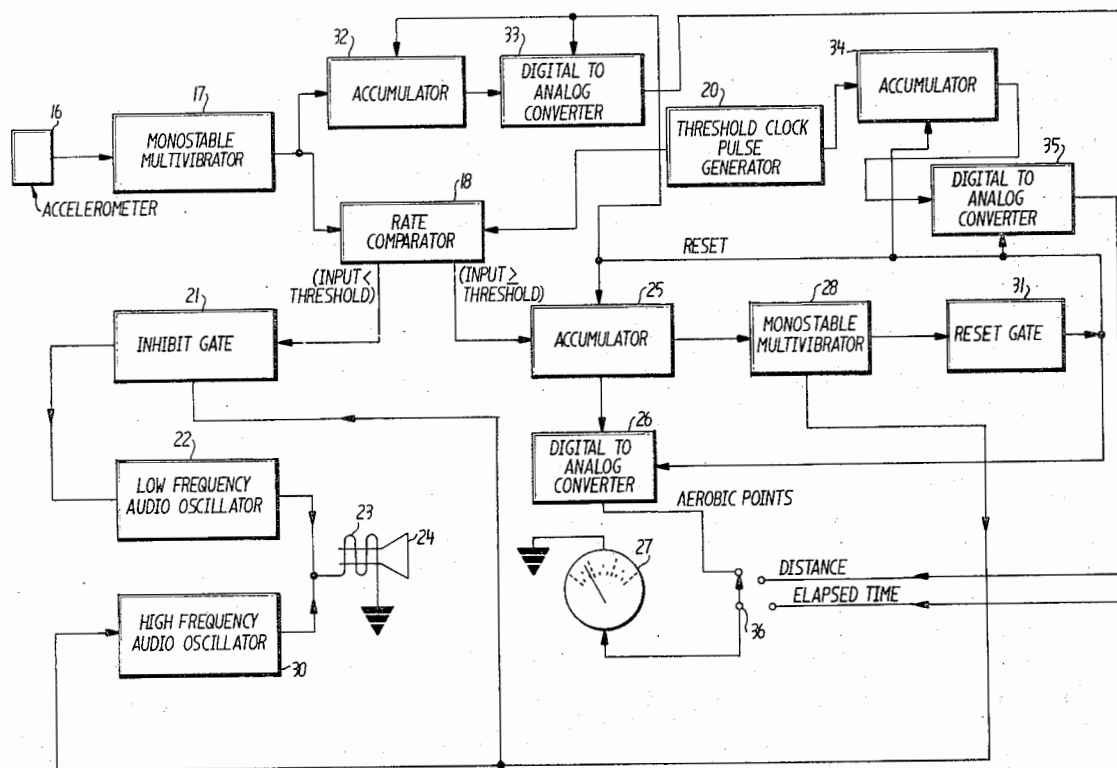 32
ACCUMULATOR
33
DIGITAL TO
ANALOG
CONVERTER
34
ACCUMULATOR
16
17
MONOSTABLE
MULTIVIBRATOR
20
THRESHOLD CLOCK
PULSE
GENERATOR
35
DIGITAL TO
ANALOG
CONVERTER
ACCELEROMETER
18
RATE
COMPARATOR
RESET
(INPUT <
THRESHOLD)
(INPUT ≥
THRESHOLD)
21
INHIBIT GATE
25
ACCUMULATOR
28
MONOSTABLE
MULTIVIBRATOR
31
RESET GATE
26
DIGITAL TO
ANALOG
CONVERTER
22
LOW FREQUENCY
AUDIO OSCILLATOR
AEROBIC POINTS
23
24
27
DISTANCE
ELAPSED TIME
36
HIGH FREQUENCY
AUDIO OSCILLATOR
30